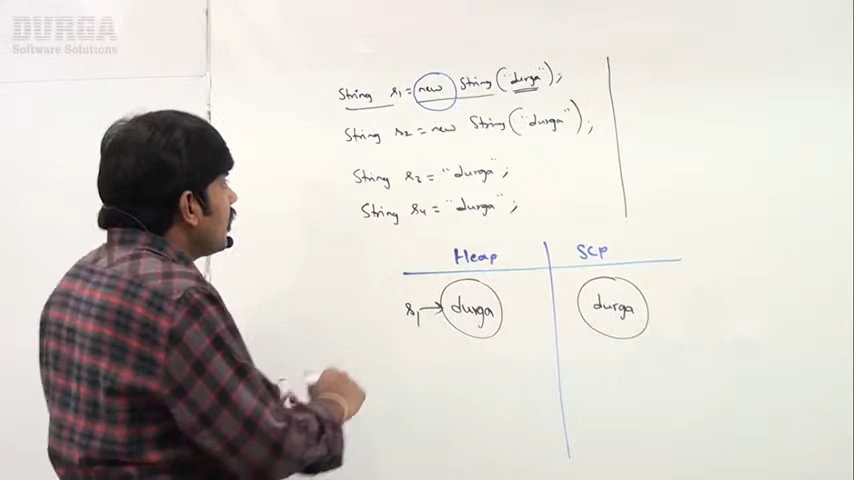 DURGA
Software Solutions
String s1 = new String("durga");
String s2 = new String("durga");
String s3 = "durga";
String s4 = "durga";
Heap SCP
s1 → durga durga